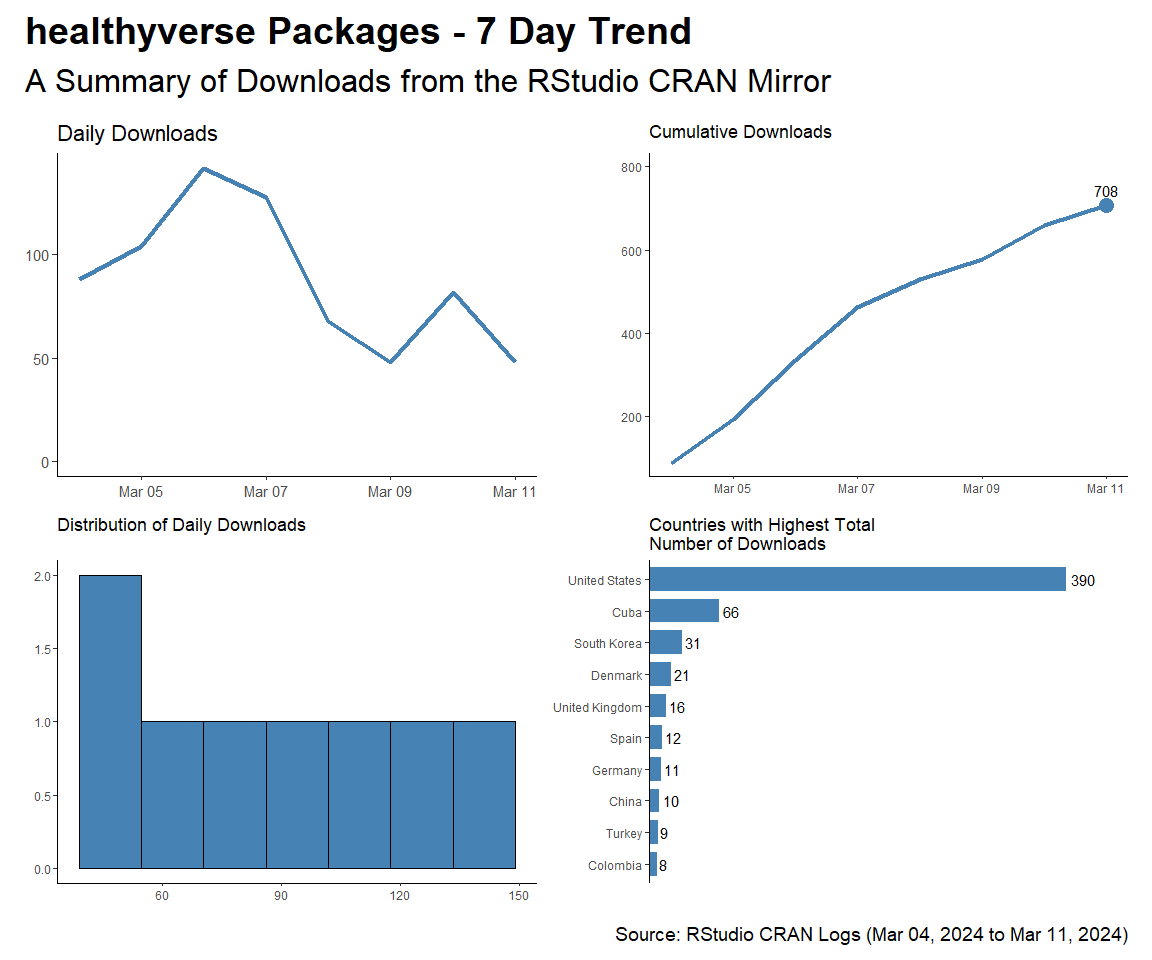 healthyverse Packages - 7 Day Trend
A Summary of Downloads from the RStudio CRAN Mirror
Daily Downloads
100
50
0
Mar 05 Mar 07 Mar 09 Mar 11
Cumulative Downloads
800
600
400
200
708
Mar 05 Mar 07 Mar 09 Mar 11
Distribution of Daily Downloads
2.0
1.5
1.0
0.5
0.0
60 90 120 150
Countries with Highest Total
Number of Downloads
United States 390
Cuba 66
South Korea 31
Denmark 21
United Kingdom 16
Spain 12
Germany 11
China 10
Turkey 9
Colombia 8
Source: RStudio CRAN Logs (Mar 04, 2024 to Mar 11, 2024)